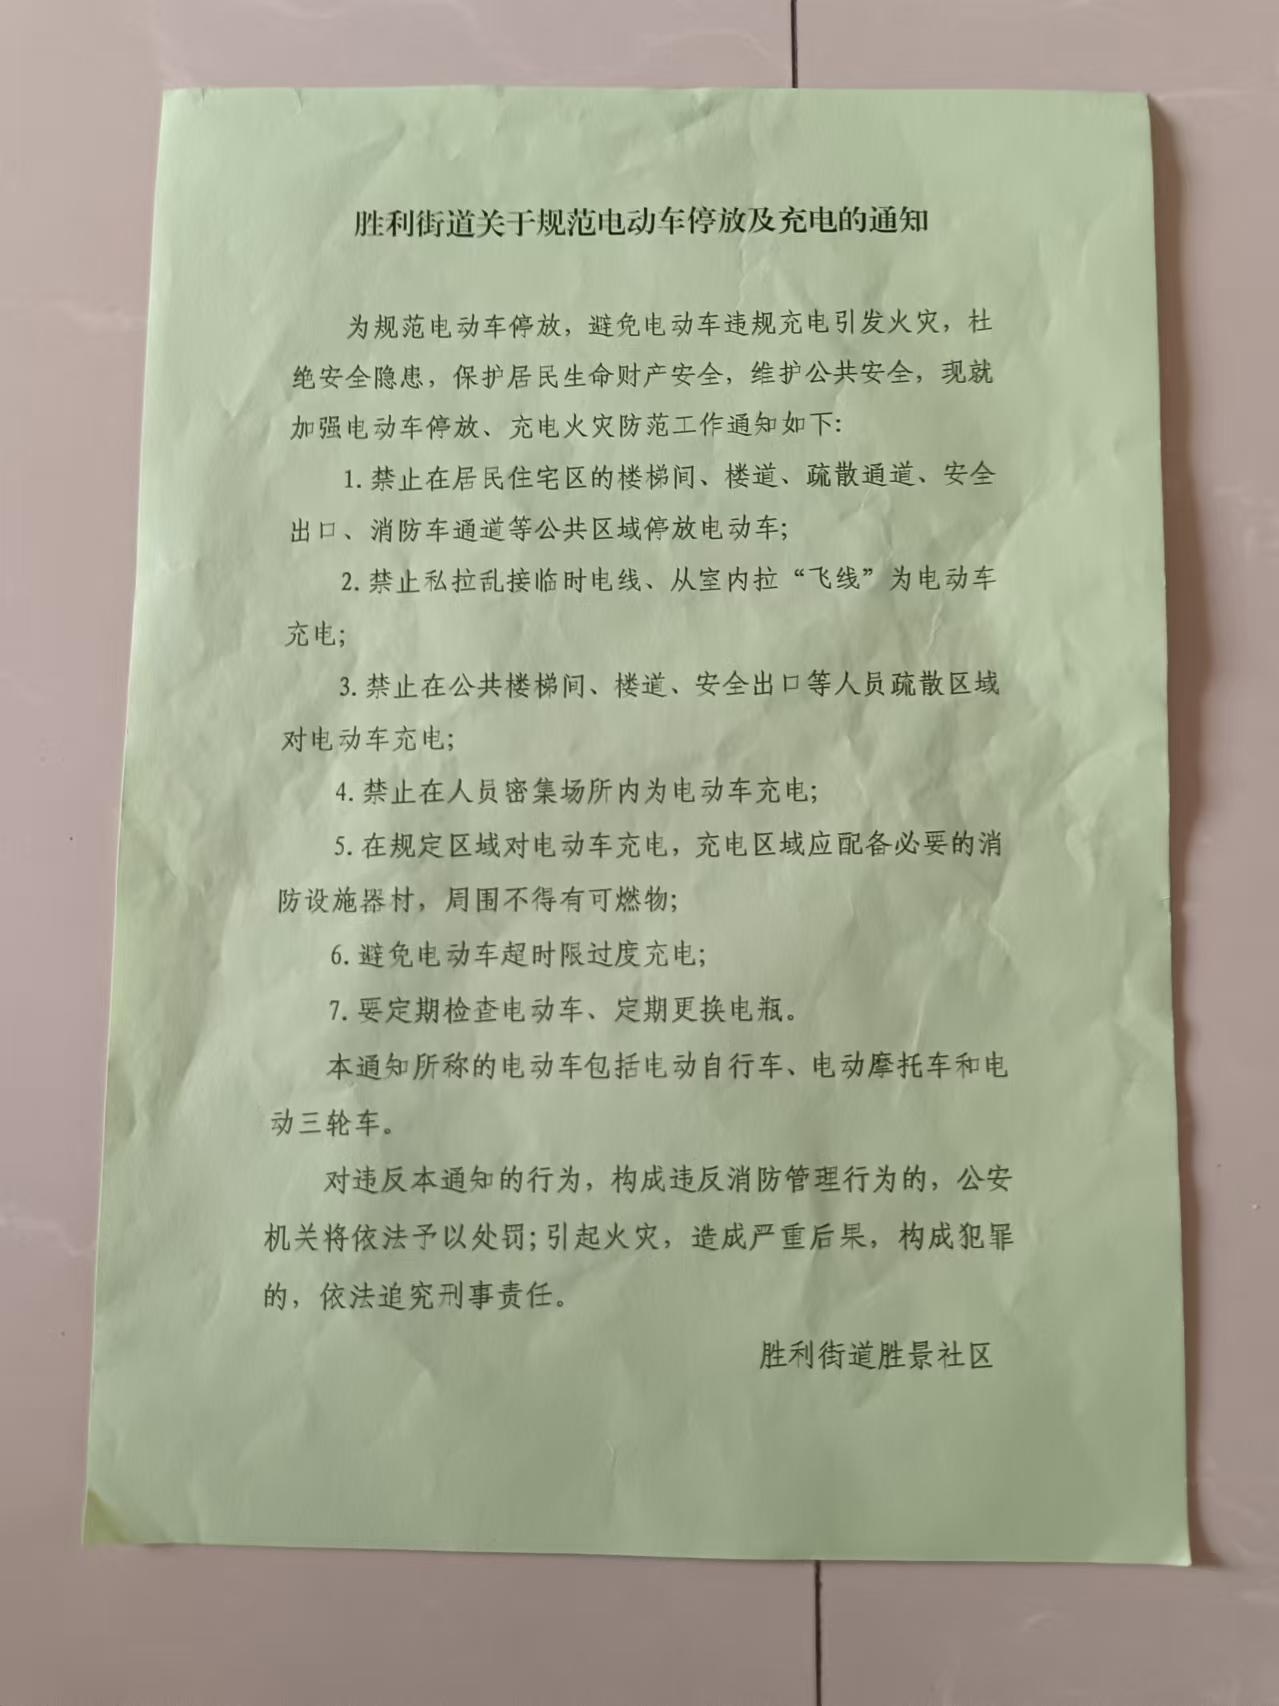 胜利街道关于规范电动车停放及充电的通知
为规范电动车停放，避免电动车违规充电引发火灾，杜
绝安全隐患，保护居民生命财产安全，维护公共安全，现就
加强电动车停放、充电火灾防范工作通知如下：
1.禁止在居民住宅区的楼梯间、楼道、疏散通道、安全
出口、消防车通道等公共区域停放电动车；
2.禁止私拉乱接临时电线、从室内拉“飞线”为电动车
充电；
3.禁止在公共楼梯间、楼道、安全出口等人员疏散区域
对电动车充电；
4.禁止在人员密集场所内为电动车充电；
5.在规定区域对电动车充电，充电区域应配备必要的消
防设施器材，周围不得有可燃物；
6.避免电动车超时限过度充电；
7.要定期检查电动车、定期更换电瓶。
本通知所称的电动车包括电动自行车、电动摩托车和电
动三轮车。
对违反本通知的行为，构成违反消防管理行为的，公安
机关将依法予以处罚；引起火灾，造成严重后果，构成犯罪
的，依法追究刑事责任。
胜利街道胜景社区